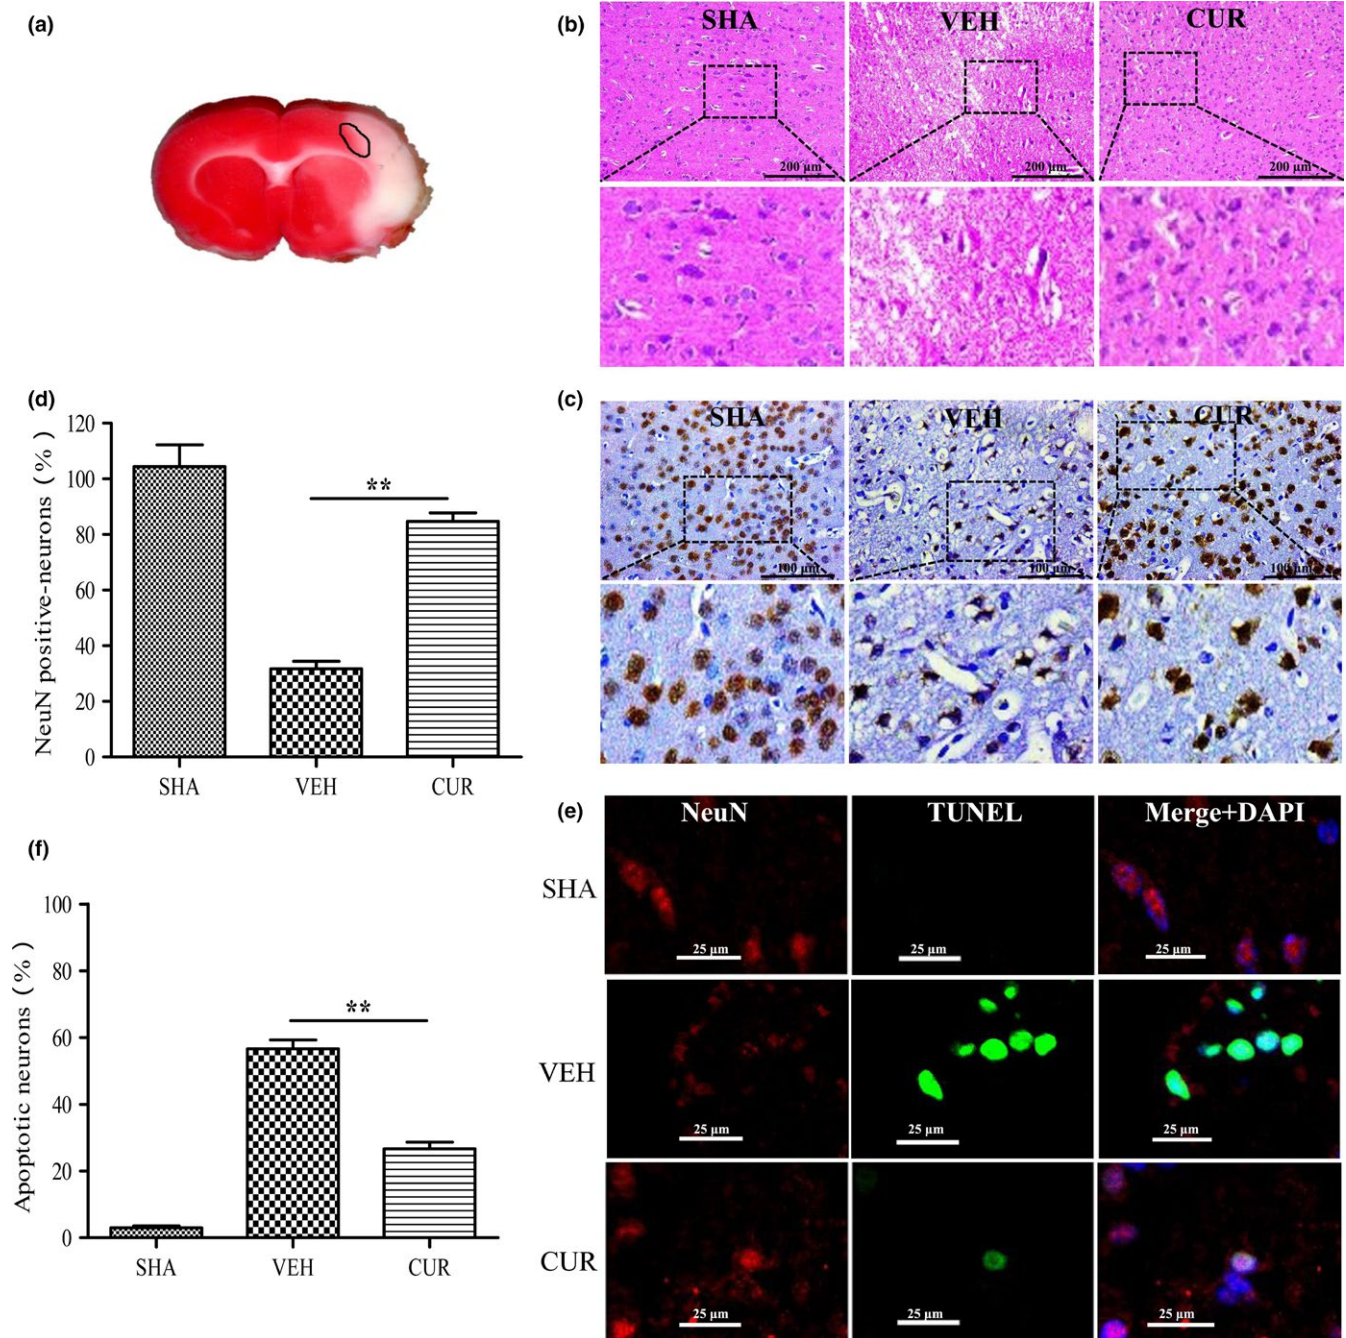 (a)
(b)
SHA VEH CUR
200 µm 200 µm 200 µm
(d)
NeuN positive-neurons (%)
120
100
80
60
40
20
0
**
SHA VEH CUR
(c)
SHA VEH CUR
100 µm 100 µm 100 µm
(f)
Apoptotic neurons (%)
100
80
60
40
20
0
**
SHA VEH CUR
(e)
NeuN TUNEL Merge+DAPI
SHA
25 µm 25 µm 25 µm
VEH
25 µm 25 µm 25 µm
CUR
25 µm 25 µm 25 µm